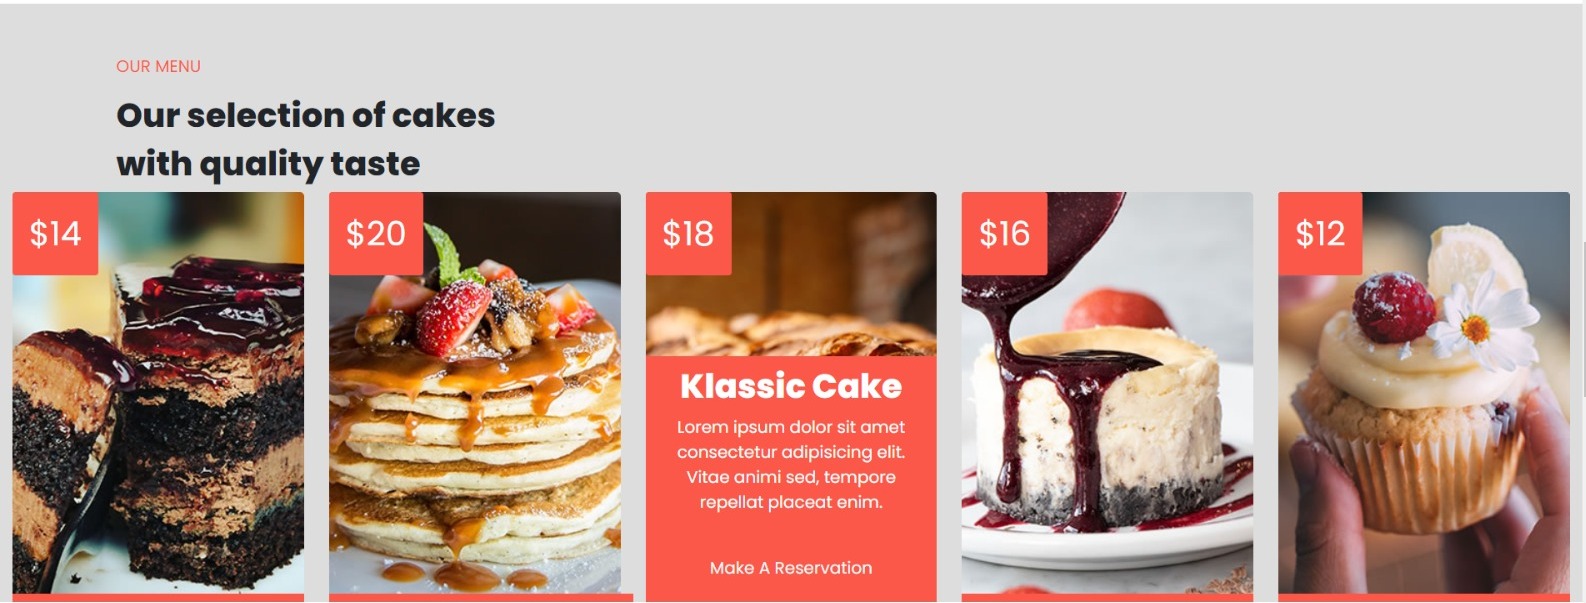 OUR MENU
Our selection of cakes
with quality taste
$14
$20
$18
$16
$12
Klassic Cake
Lorem ipsum dolor sit amet
consectetur adipisicing elit.
Vitae animi sed, tempore
repellat placeat enim.
Make A Reservation